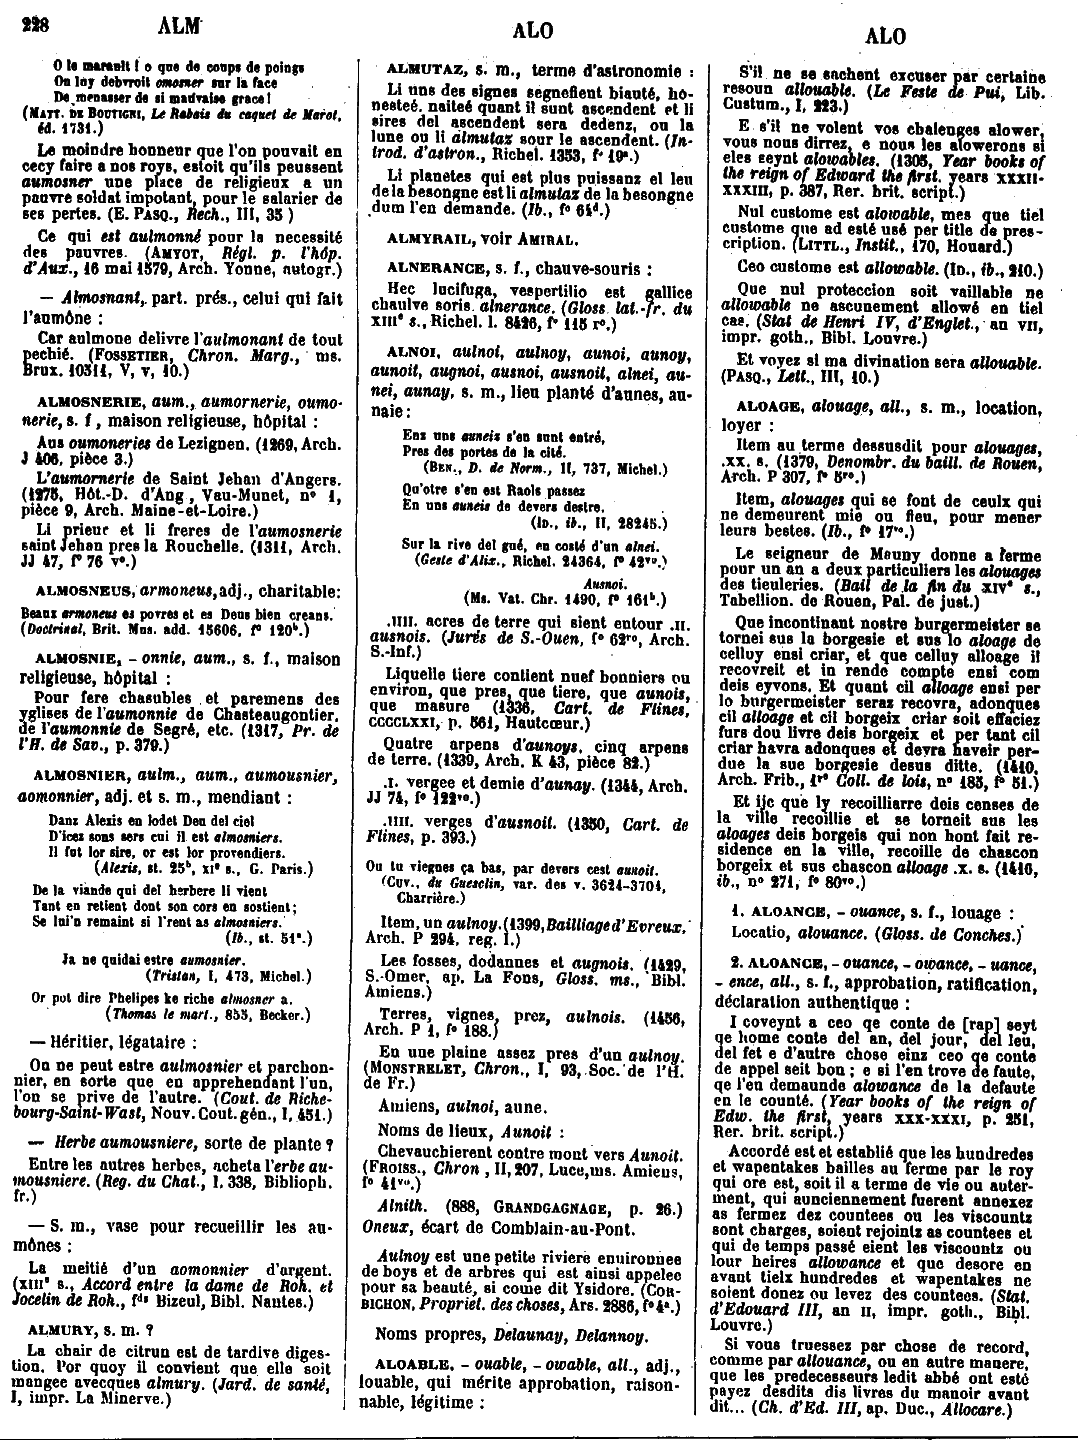 228
ALM
ALO
ALO
O le marault ! o que de coups de poings
On luy debvroit omosner sur la face
De menasser de si madvaise grace !
(MATT. DE BOUTIGNI, Le Rabais du caquet de Marot,
éd. 1731.)
Le moindre honneur que l'on pouvait en
cecy faire a nos roys, estoit qu'ils peussent
aumosner une place de religieux a un
pauvre soldat impotant, pour le salarier de
ses pertes. (E. PASQ., Rech., III, 35)
Ce qui est aulmonné pour la necessité
des pauvres. (AMYOT, Régl. p. l'hôp.
d'Aux., 16 mai 1579, Arch. Yonne, autogr.)
— Almosnant, part. prés., celui qui fait
l'aumône :
Car aulmone delivre l'aulmonant de tout
pechié. (FOSSETIER, Chron. Marg., ms.
Brux. 10511, V, v, 10.)
ALMOSNERIE, aum., aumornerie, oumo-
nerie, s. f , maison religieuse, hôpital :
Aus oumoneries de Lezignen. (1269, Arch.
J 406, pièce 3.)
L'aumornerie de Saint Jehan d'Angers.
(1275, Hôt.-D. d'Ang , Vau-Munet, n° 1,
pièce 9, Arch. Maine-et-Loire.)
Li prieur et li freres de l'aumosnerie
saint Jehan pres la Rouchelle. (1311, Arch.
JJ 47, f° 76 v°.)
ALMOSNEUS, armoneus, adj., charitable:
Beaux armoneus es povres et es Deus bien creans.
(Doctrinal, Brit. Mus. add. 15606, f° 120b.)
ALMOSNIE, - onnie, aum., s. f., maison
religieuse, hôpital :
Pour fere chasubles et paremens des
yglises de l'aumonnie de Chasteaugontier,
de l'aumonnie de Segré, etc. (1317, Pr. de
l'H. de Sav., p. 379.)
ALMOSNIER, aulm., aum., aumousnier,
aomonnier, adj. et s. m., mendiant :
Danz Alexis en lodet Deu del ciel
D'icez sons sers cui il est almosniers.
Il fut lor sire, or est lor provendiers.
(Alexis, st. 25b, xie s., G. Paris.)
De la viande qui del herbere li vient
Tant en retient dont son cors en sostient;
Se lui'n remaint si l'rent as almosniers.
(Ib., st. 51a.)
Ja ne quidai estre aumosnier.
(Tristan, I, 473, Michel.)
Or pot dire Phelipes ke riche almosner a.
(Thomas le mart., 855, Becker.)
— Héritier, légataire :
On ne peut estre aulmosnier et parchon-
nier, en sorte que en apprehendant l'un,
l'on se prive de l'autre. (Cout. de Riche-
bourg-Saint-Wast, Nouv. Cout. gén., I, 451.)
— Herbe aumousniere, sorte de plante ?
Entre les autres herbes, acheta l'erbe au-
mousniere. (Reg. du Chat., I, 338, Biblioph.
fr.)
— S. m., vase pour recueillir les au-
mônes :
La meitié d'un aomonnier d'argent.
(XIIIe s., Accord entre la dame de Roh. et
Jocelin de Roh., fds Bizeul, Bibl. Nantes.)
ALMURY, s. m. ?
La chair de citrun est de tardive diges-
tion. Por quoy il convient que elle soit
mangee avecques almury. (Jard. de santé,
I, impr. La Minerve.)
ALMUTAZ, s. m., terme d'astronomie :
Li uns des signes segnefient biauté, ho-
nesteé, naiteé quant il sunt ascendent et li
sires del ascendent sera dedenz, ou la
lune ou li almutaz sour le ascendent. (In-
trod. d'astron., Richel. 1353, f° 19a.)
Li planetes qui est plus puissanz el leu
de la besongne est li almutaz de la besongne
dum l'en demande. (Ib., f° 64d.)
ALMYRAIL, voir AMIRAL.
ALNERANCE, s. f., chauve-souris :
Hec lucifuga, vespertilio est gallice
chaulve soris alnerance. (Gloss. lat.-fr. du
XIIIe s., Richel. l. 8426, f° 115 r°.)
ALNOI, aulnoi, aulnoy, aunoi, aunoy,
aunoit, augnoi, ausnoi, ausnoit, alnei, au-
nei, aunay, s. m., lieu planté d'aunes, au-
naie :
Enz uns auneiz s'en sunt entré,
Pres des portes de la cité.
(BEN., D. de Norm., II, 737, Michel.)
Qu'otre s'en est Raols passez
En uns auneis de devers destre.
(ID., ib., II, 28245.)
Sur la rive del gué, en costé d'un alnei.
(Geste d'Alix., Richel. 24364, f° 42vo.)
Ausnoi.
(Ms. Vat. Chr. 1490, f° 161b.)
.IIII. acres de terre qui sient entour .II.
ausnois. (Jurés de S.-Ouen, f° 62vo, Arch.
S.-Inf.)
Liquelle tiere contient nuef bonniers ou
environ, que pres, que tiere, que aunois,
que masure (1336, Cart. de Flines,
CCCCLXXI, p. 561, Hautcœur.)
Quatre arpens d'aunoys, cinq arpens
de terre. (1339, Arch. K 43, pièce 82.)
.I. vergee et demie d'aunay. (1344, Arch.
JJ 74, f° 122vo.)
.IIII. verges d'ausnoit. (1350, Cart. de
Flines, p. 393.)
Ou tu viegnes ça bas, par devers cest aunoit.
(CUV., du Guesclin, var. des v. 3624-3704,
Charrière.)
Item, un aulnoy. (1399, Bailliage d'Evreux,
Arch. P 294, reg. I.)
Les fosses, dodannes et augnois. (1429,
S.-Omer, ap. La Fons, Gloss. ms., Bibl.
Amiens.)
Terres, vignes, prez, aulnois. (1456,
Arch. P 1, f° 188.)
En une plaine assez pres d'un aulnoy.
(MONSTRELET, Chron., I, 93, Soc. de l'H.
de Fr.)
Amiens, aulnoi, aune.
Noms de lieux, Aunoit :
Chevauchierent contre mont vers Aunoit.
(FROISS., Chron , II, 207, Luce, ms. Amiens,
f° 41vo.)
Alnith. (888, GRANDGAGNAGE, p. 26.)
Oneux, écart de Comblain-au-Pont.
Aulnoy est une petite riviere enuironnee
de boys et de arbres qui est ainsi appelee
pour sa beauté, si come dit Ysidore. (COR-
BICHON, Propriet. des choses, Ars. 2886, f° 4a.)
Noms propres, Delaunay, Delannoy.
ALOABLE, - ouable, - owable, all., adj.,
louable, qui mérite approbation, raison-
nable, légitime :
S'il ne se sachent excuser par certaine
resoun allouable. (Le Feste de Pui, Lib.
Custum., I, 223.)
E s'il ne volent vos chalenges alower,
vous nous dirrez, e nous les alowerons si
eles seynt alowables. (1305, Year books of
the reign of Edward the first, years XXXII-
XXXIII, p. 387, Rer. brit. script.)
Nul custome est alowable, mes que tiel
custome que ad esté usé per title de pres-
cription. (LITTL., Instit., 170, Houard.)
Ceo custome est allowable. (ID., ib., 210.)
Que nul proteccion soit vaillable ne
allowable ne ascunement allowé en tiel
cas. (Stat de Henri IV, d'Englet., an VII,
impr. goth., Bibl. Louvre.)
Et voyez si ma divination sera allouable.
(PASQ., Lett., III, 10.)
ALOAGE, alouage, all., s. m., location,
loyer :
Item au terme dessusdit pour alouages,
.XX. s. (1379, Denombr. du baill. de Rouen,
Arch. P 307, f° 5ro.)
Item, alouages qui se font de ceulx qui
ne demeurent mie ou fieu, pour mener
leurs bestes. (Ib., f° 17vo.)
Le seigneur de Mauny donne a ferme
pour un an a deux particuliers les alouages
des tieuleries. (Bail de la fin du XIVe s.,
Tabellion. de Rouen, Pal. de just.)
Que incontinant nostre burgermeister se
tornei sus la borgesie et sus lo aloage de
celluy ensi criar, et que celluy alloage il
recovreit et in rende compte ensi com
deis eyvons. Et quant cil alloage ensi per
lo burgermeister seraz recovra, adonques
cil alloage et cil borgeix criar soit effaciez
furs dou livre deis borgeix et per tant cil
criar havra adonques et devra haveir per-
due la sue borgesie desus ditte. (1410,
Arch. Frib., 1re Coll. de lois, n° 185, f° 51.)
Et ijc que ly recoilliarre deis censes de
la ville recoillie et se torneit sus les
aloages deis borgeis qui non hont fait re-
sidence en la ville, recoille de chascon
borgeix et sus chascon alloage .x. s. (1416,
ib., n° 271, f° 80vo.)
1. ALOANCE, - ouance, s. f., louage :
Locatio, alouance. (Gloss. de Conches.)
2. ALOANCE, - ouance, - owance, - uance,
- ence, all., s. f., approbation, ratification,
déclaration authentique :
I coveynt a ceo qe conte de [rap] seyt
qe home conte del an, del jour, del leu,
del fet e d'autre chose einz ceo qe conte
de appel seit bon ; e si l'en trove de faute,
qe l'en demaunde alowance de la defaute
en le counté. (Year books of the reign of
Edw. the first, years XXX-XXXI, p. 251,
Rer. brit. script.)
Accordé est et establié que les hundredes
et wapentakes bailles au ferme par le roy
qui ore est, soit il a terme de vie ou auter-
ment, qui aunciennement fuerent annexez
as fermez dez countees ou les viscountz
sont charges, soient rejointz as countees et
qui de temps passé eient les viscountz ou
lour heires allowance et que desore en
avant tielx hundredes et wapentakes ne
soient donez ou levez des countees. (Stat.
d'Edouard III, an II, impr. goth., Bibl.
Louvre.)
Si vous truessez par chose de record,
comme par allouance, ou en autre manere,
que les predecesseurs ledit abbé ont esté
payez desdits dis livres du manoir avant
dit... (Ch. d'Ed. III, ap. Duc., Allocare.)